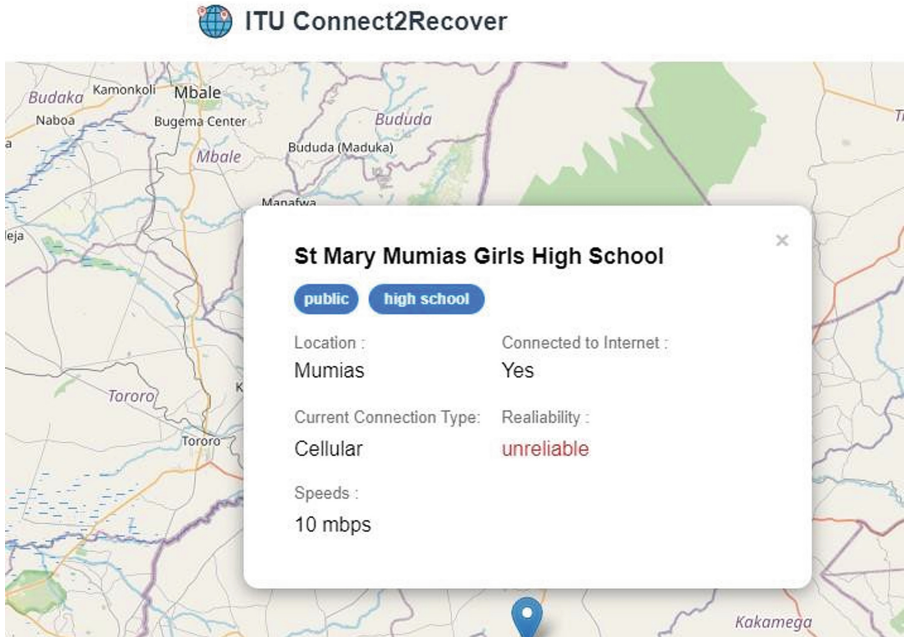 ITU Connect2Recover
Budaka
Kamonkoli
Mbale
Naboa
Bugema Center
Bududa
a
Mbale
Bududa (Maduka)
Manafwa
eja
St Mary Mumias Girls High School
×
public
high school
Location :
Connected to Internet :
Mumias
Yes
Current Connection Type:
Realiability :
Cellular
unreliable
Speeds :
10 mbps
Tororo
K
Tororo
T
Kakamega